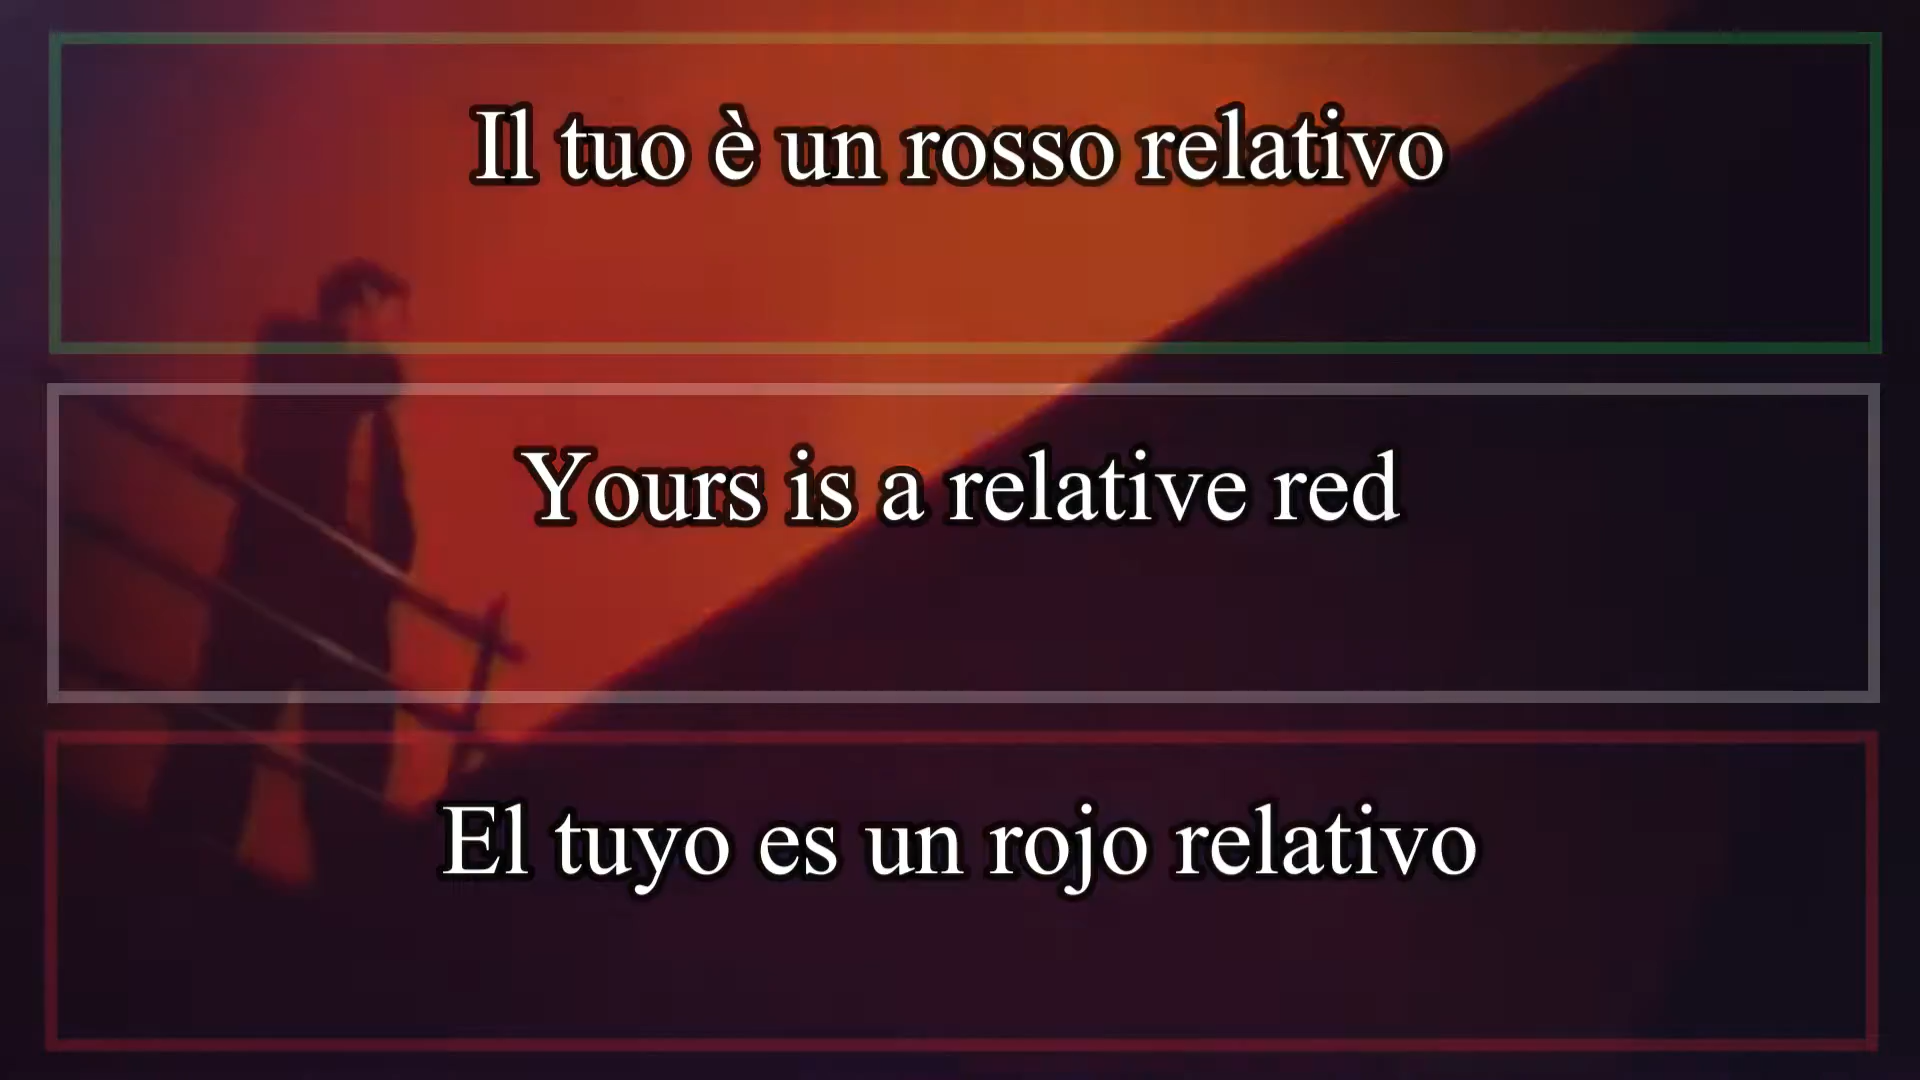 Il tuo è un rosso relativo
Yours is a relative red
El tuyo es un rojo relativo